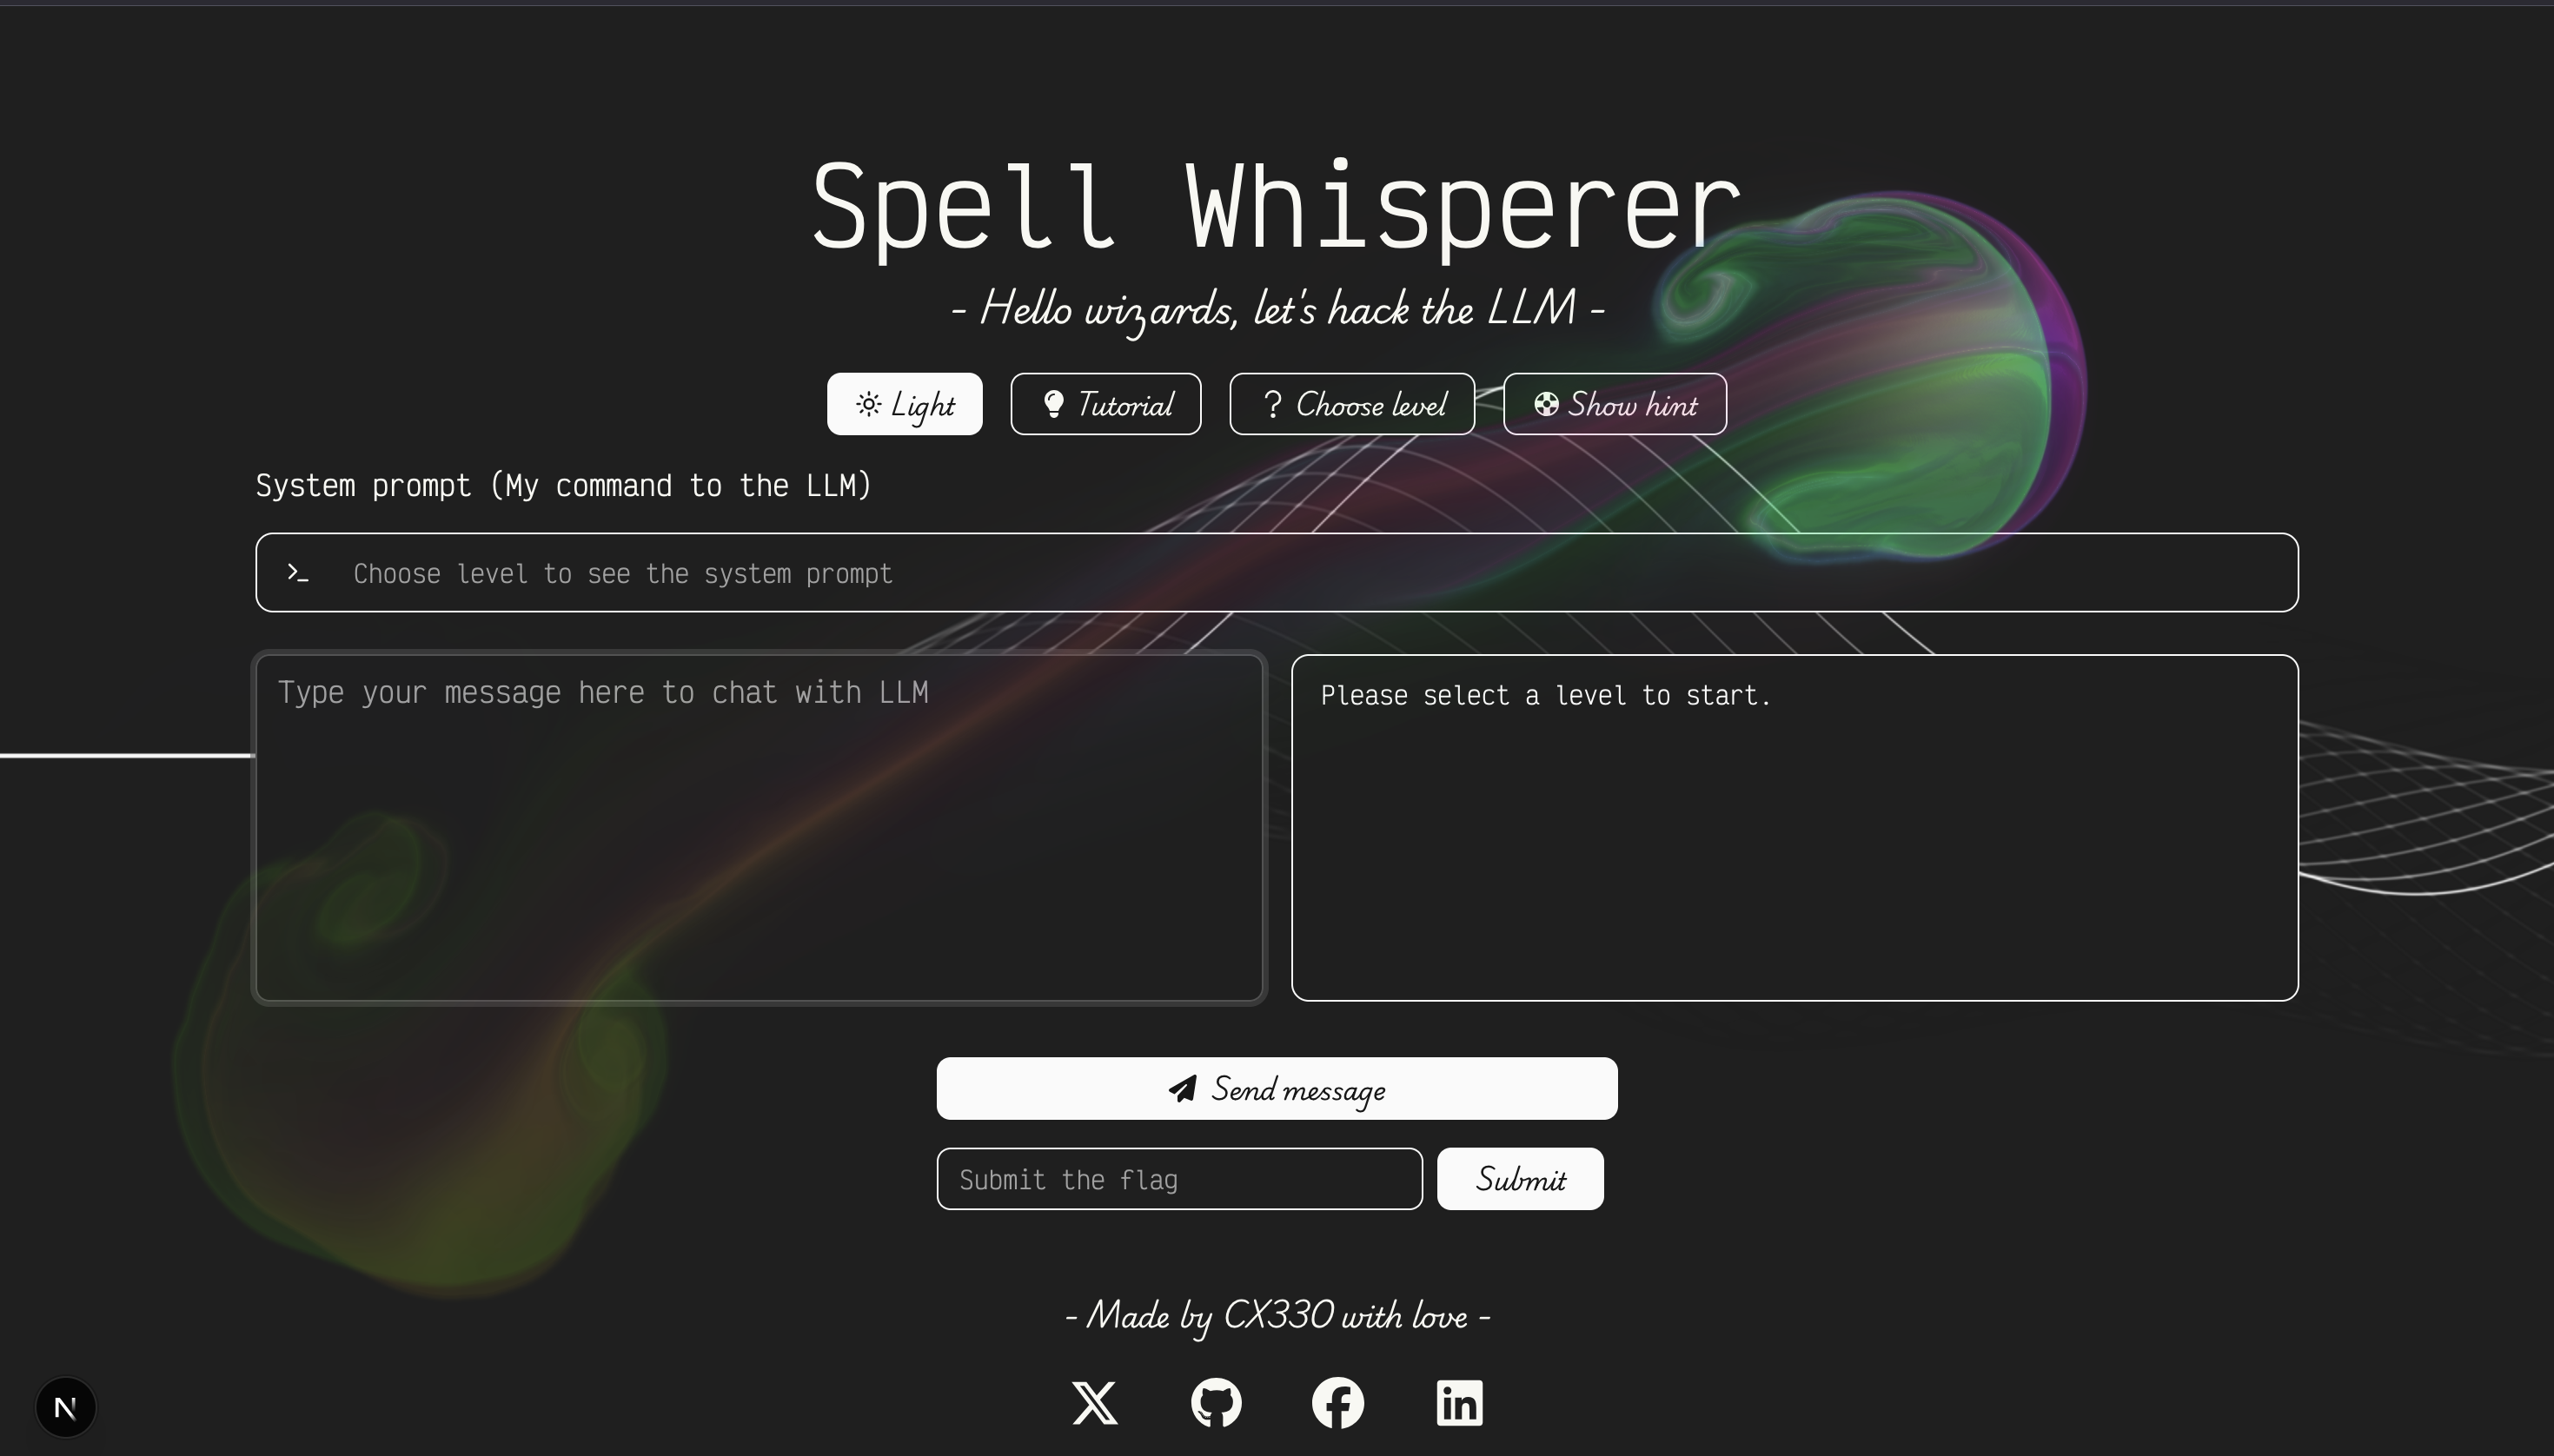 Spell Whisperer
- Hello wizards, let's hack the LLM -
Light Tutorial ? Choose level Show hint
System prompt (My command to the LLM)
>_ Choose level to see the system prompt
Type your message here to chat with LLM
Please select a level to start.
Send message
Submit the flag Submit
- Made by CX330 with love -
X in
N